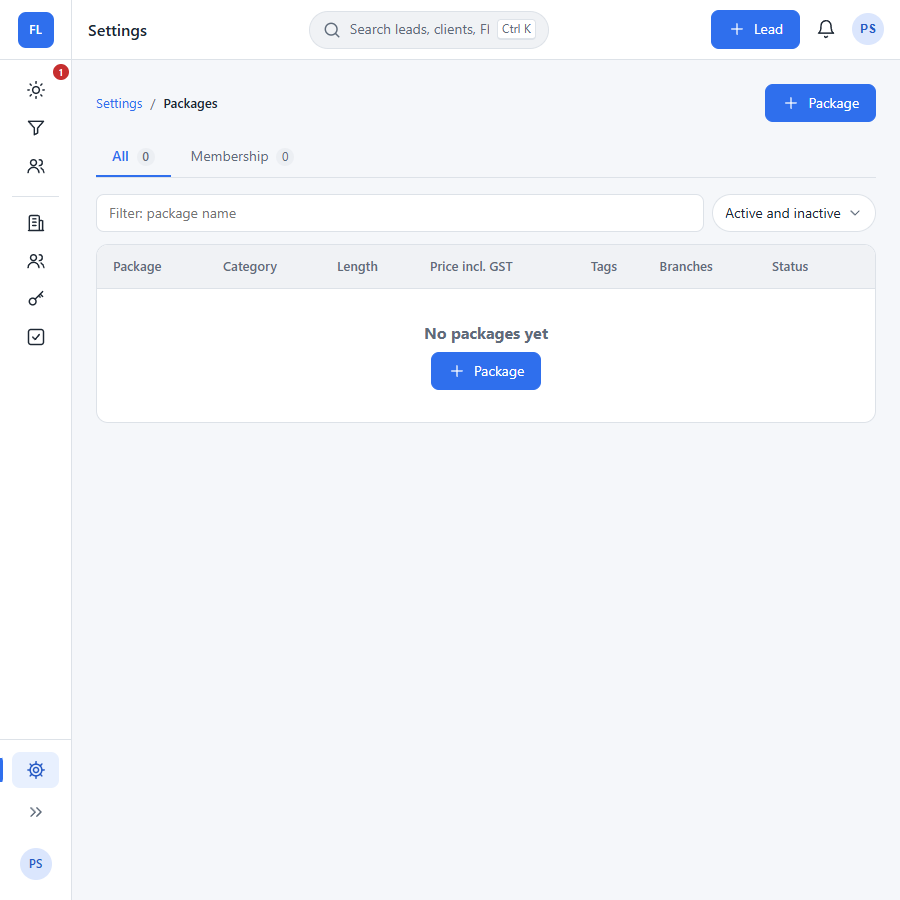 FL
Settings
Search leads, clients, FI
Ctrl K
Lead
PS
1
Settings / Packages
Package
All 0
Membership 0
Filter: package name
Active and inactive
Package Category Length Price incl. GST Tags Branches Status
No packages yet
Package
PS